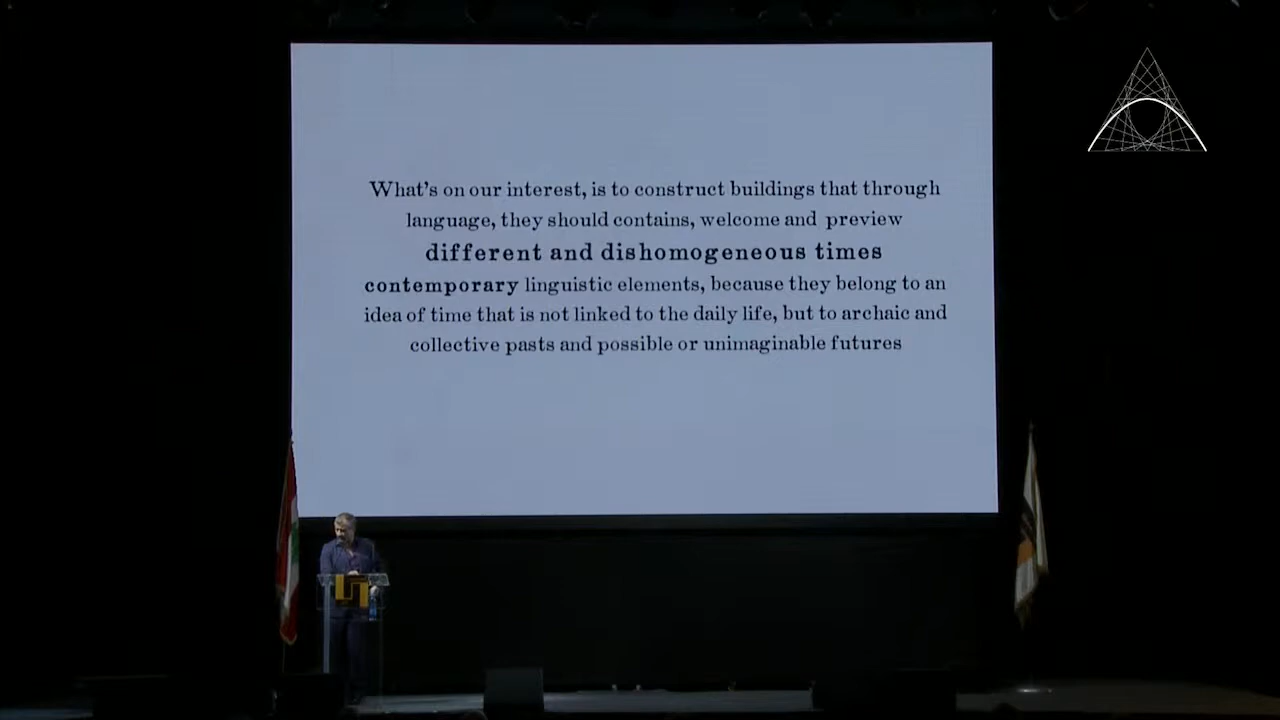 What's on our interest, is to construct buildings that through
language, they should contains, welcome and preview
different and dishomogeneous times
contemporary linguistic elements, because they belong to an
idea of time that is not linked to the daily life, but to archaic and
collective pasts and possible or unimaginable futures